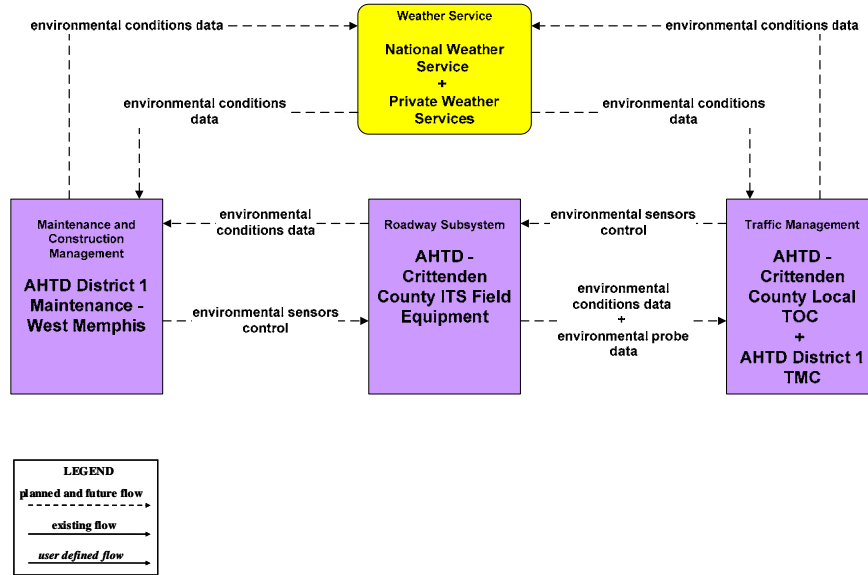 environmental conditions data
Weather Service
environmental conditions data
National Weather
Service
+
Private Weather
Services
environmental conditions
data
environmental conditions
data
Maintenance and
Construction
Management
AHTD District 1
Maintenance -
West Memphis
environmental
conditions data
environmental sensors
control
Roadway Subsystem
AHTD -
Crittenden
County ITS Field
Equipment
environmental sensors
control
environmental
conditions data
+
environmental probe
data
Traffic Management
AHTD -
Crittenden
County Local
TOC
+
AHTD District 1
TMC
LEGEND
planned and future flow
existing flow
user defined flow